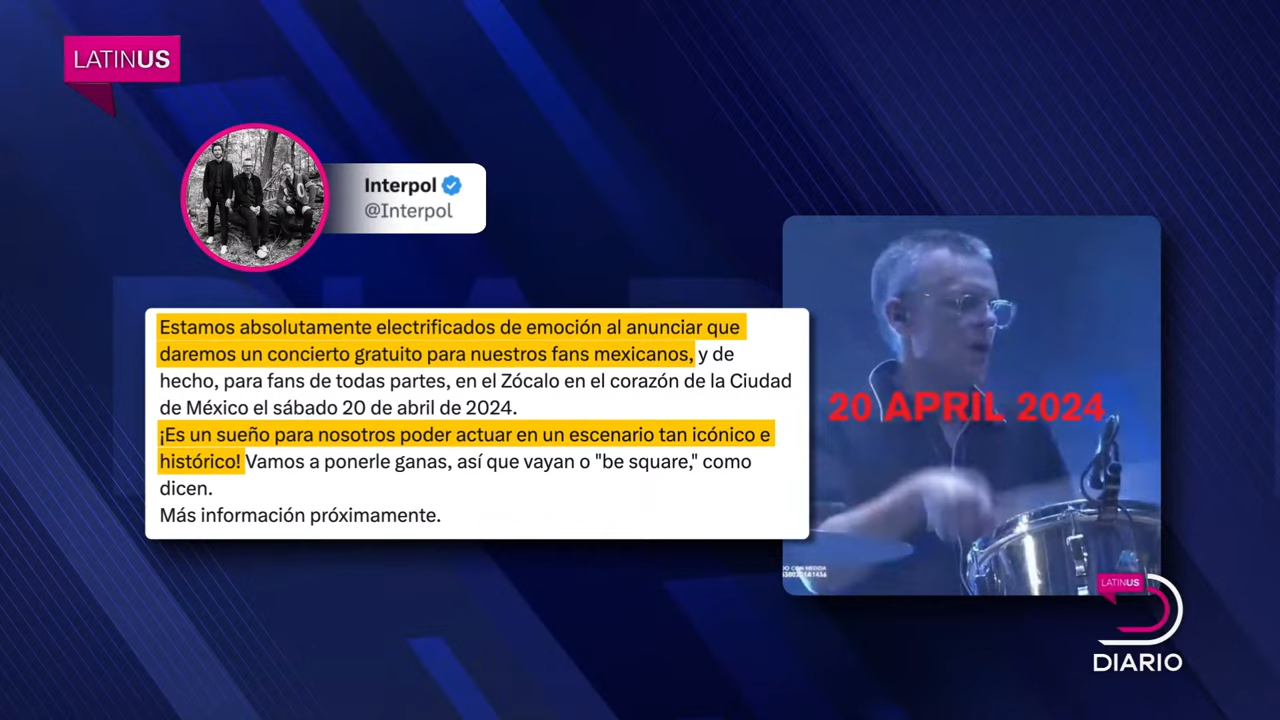 LATINUS
Interpol
@Interpol
Estamos absolutamente electrificados de emoción al anunciar que
daremos un concierto gratuito para nuestros fans mexicanos, y de
hecho, para fans de todas partes, en el Zócalo en el corazón de la Ciudad
de México el sábado 20 de abril de 2024.
¡Es un sueño para nosotros poder actuar en un escenario tan icónico e
histórico! Vamos a ponerle ganas, así que vayan o "be square," como
dicen.
Más información próximamente.
20 APRIL 2024
LATINUS
DIARIO